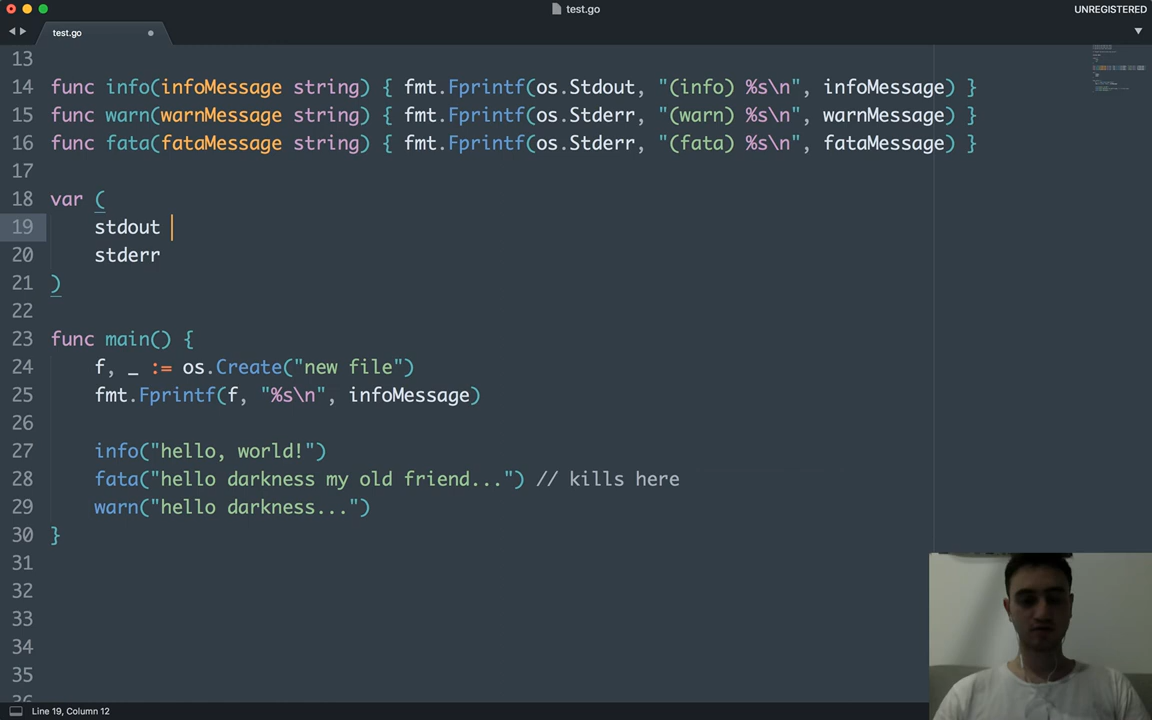 test.go
UNREGISTERED
test.go
13
14 func info(infoMessage string) { fmt.Fprintf(os.Stdout, "(info) %s\n", infoMessage) }
15 func warn(warnMessage string) { fmt.Fprintf(os.Stderr, "(warn) %s\n", warnMessage) }
16 func fata(fataMessage string) { fmt.Fprintf(os.Stderr, "(fata) %s\n", fataMessage) }
17
18 var (
19 stdout
20 stderr
21 )
22
23 func main() {
24 f, _ := os.Create("new file")
25 fmt.Fprintf(f, "%s\n", infoMessage)
26
27 info("hello, world!")
28 fata("hello darkness my old friend...") // kills here
29 warn("hello darkness...")
30 }
31
32
33
34
35
Line 19, Column 12